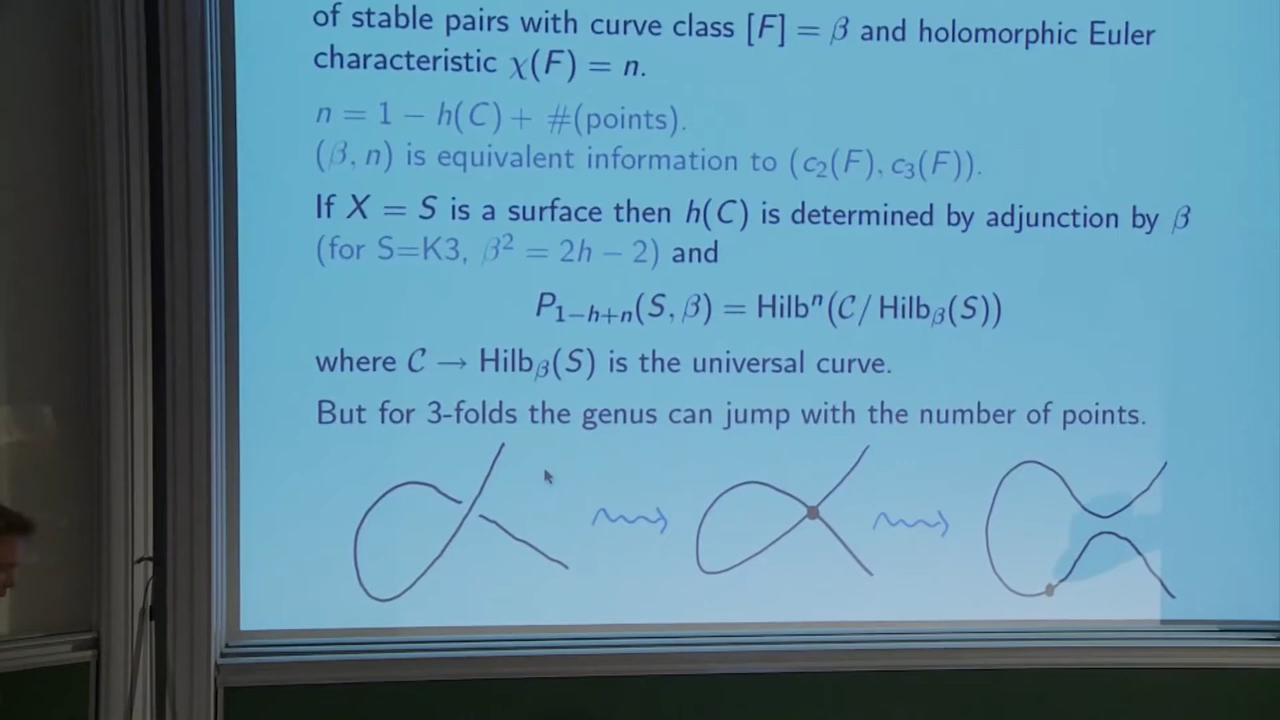 of stable pairs with curve class [F] = β and holomorphic Euler
characteristic χ(F) = n.
n = 1 − h(C) + #(points).
(β, n) is equivalent information to (c₂(F), c₃(F)).
If X = S is a surface then h(C) is determined by adjunction by β
(for S=K3, β² = 2h − 2) and
P₁₋ₕ₊ₙ(S, β) = Hilbⁿ(𝒞/ Hilb_β(S))
where 𝒞 → Hilb_β(S) is the universal curve.
But for 3-folds the genus can jump with the number of points.